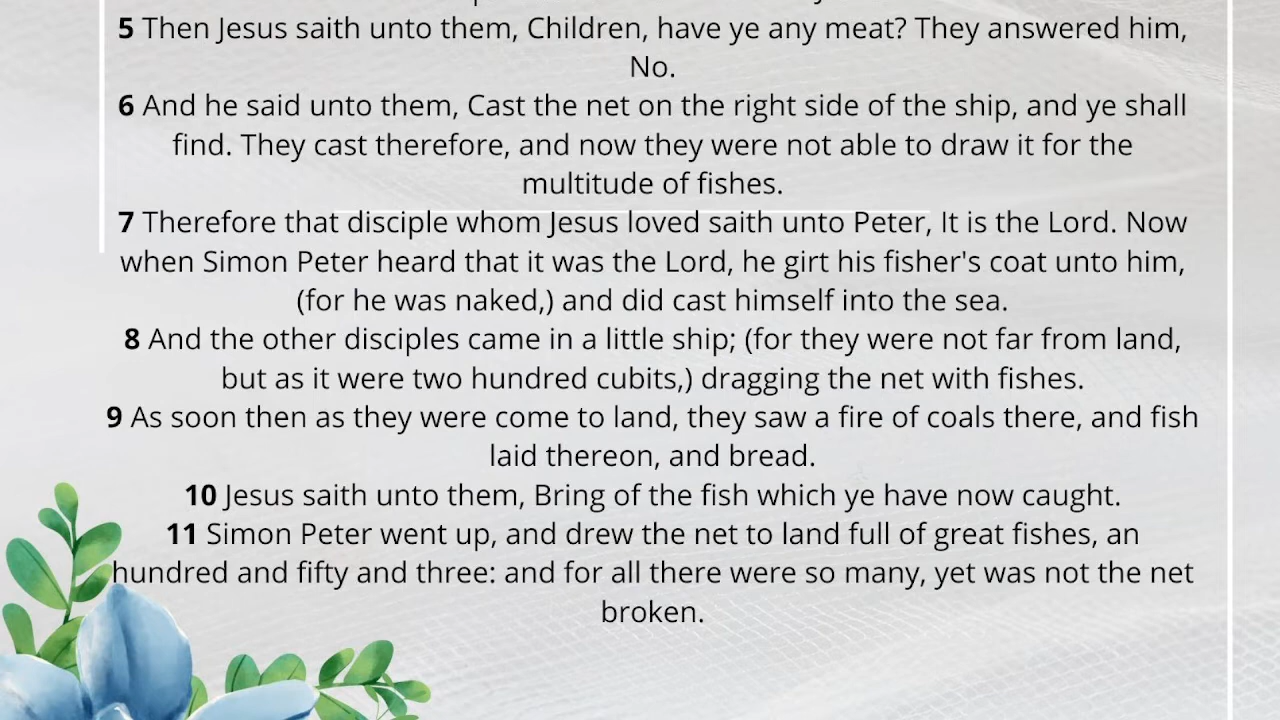 5 Then Jesus saith unto them, Children, have ye any meat? They answered him,
No.
6 And he said unto them, Cast the net on the right side of the ship, and ye shall
find. They cast therefore, and now they were not able to draw it for the
multitude of fishes.
7 Therefore that disciple whom Jesus loved saith unto Peter, It is the Lord. Now
when Simon Peter heard that it was the Lord, he girt his fisher's coat unto him,
(for he was naked,) and did cast himself into the sea.
8 And the other disciples came in a little ship; (for they were not far from land,
but as it were two hundred cubits,) dragging the net with fishes.
9 As soon then as they were come to land, they saw a fire of coals there, and fish
laid thereon, and bread.
10 Jesus saith unto them, Bring of the fish which ye have now caught.
11 Simon Peter went up, and drew the net to land full of great fishes, an
hundred and fifty and three: and for all there were so many, yet was not the net
broken.